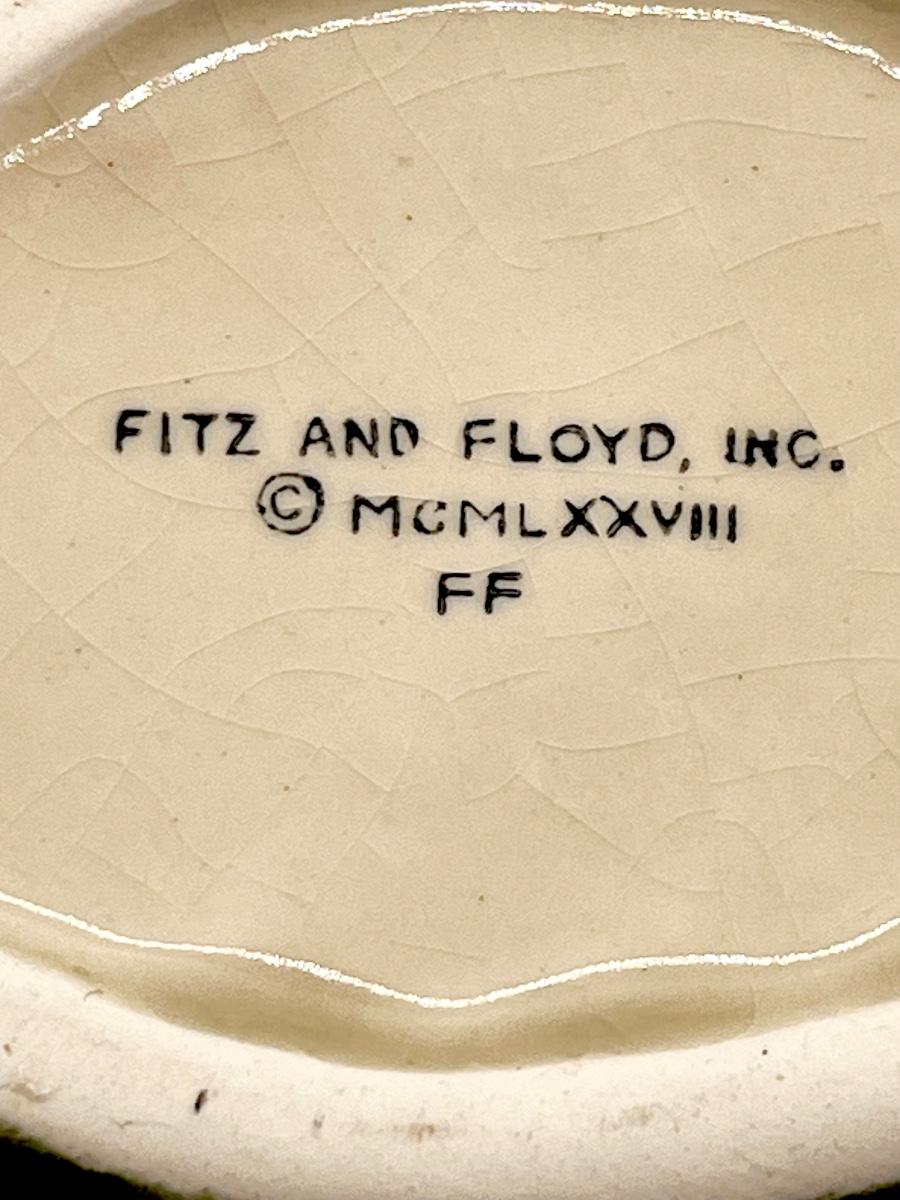 FITZ AND FLOYD, INC.
© MCMLXXVIII
FF